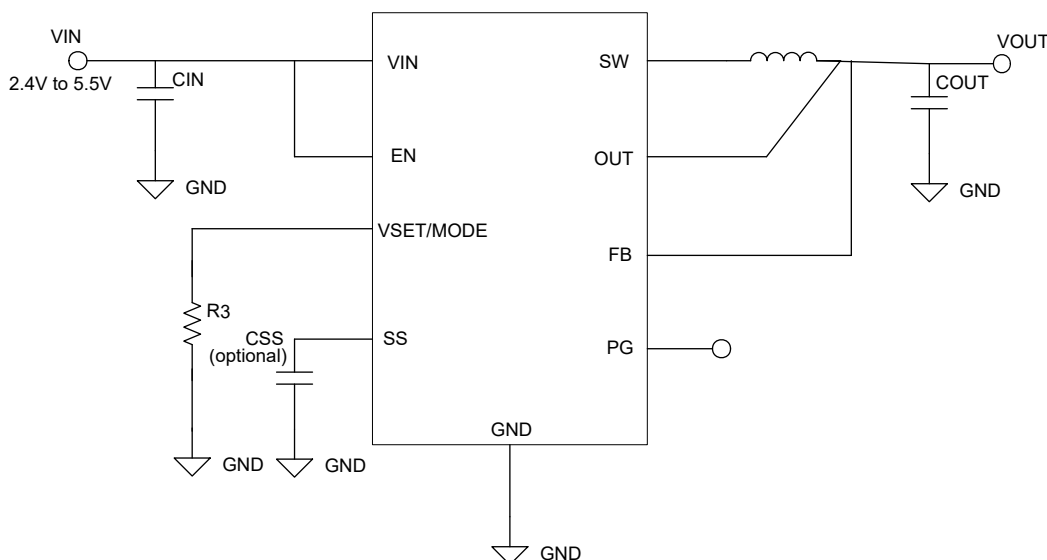 VIN
2.4V to 5.5V
CIN
GND
VIN
EN
VSET/MODE
SS
GND
SW
OUT
FB
PG
VOUT
COUT
GND
R3
GND
CSS
(optional)
GND
GND